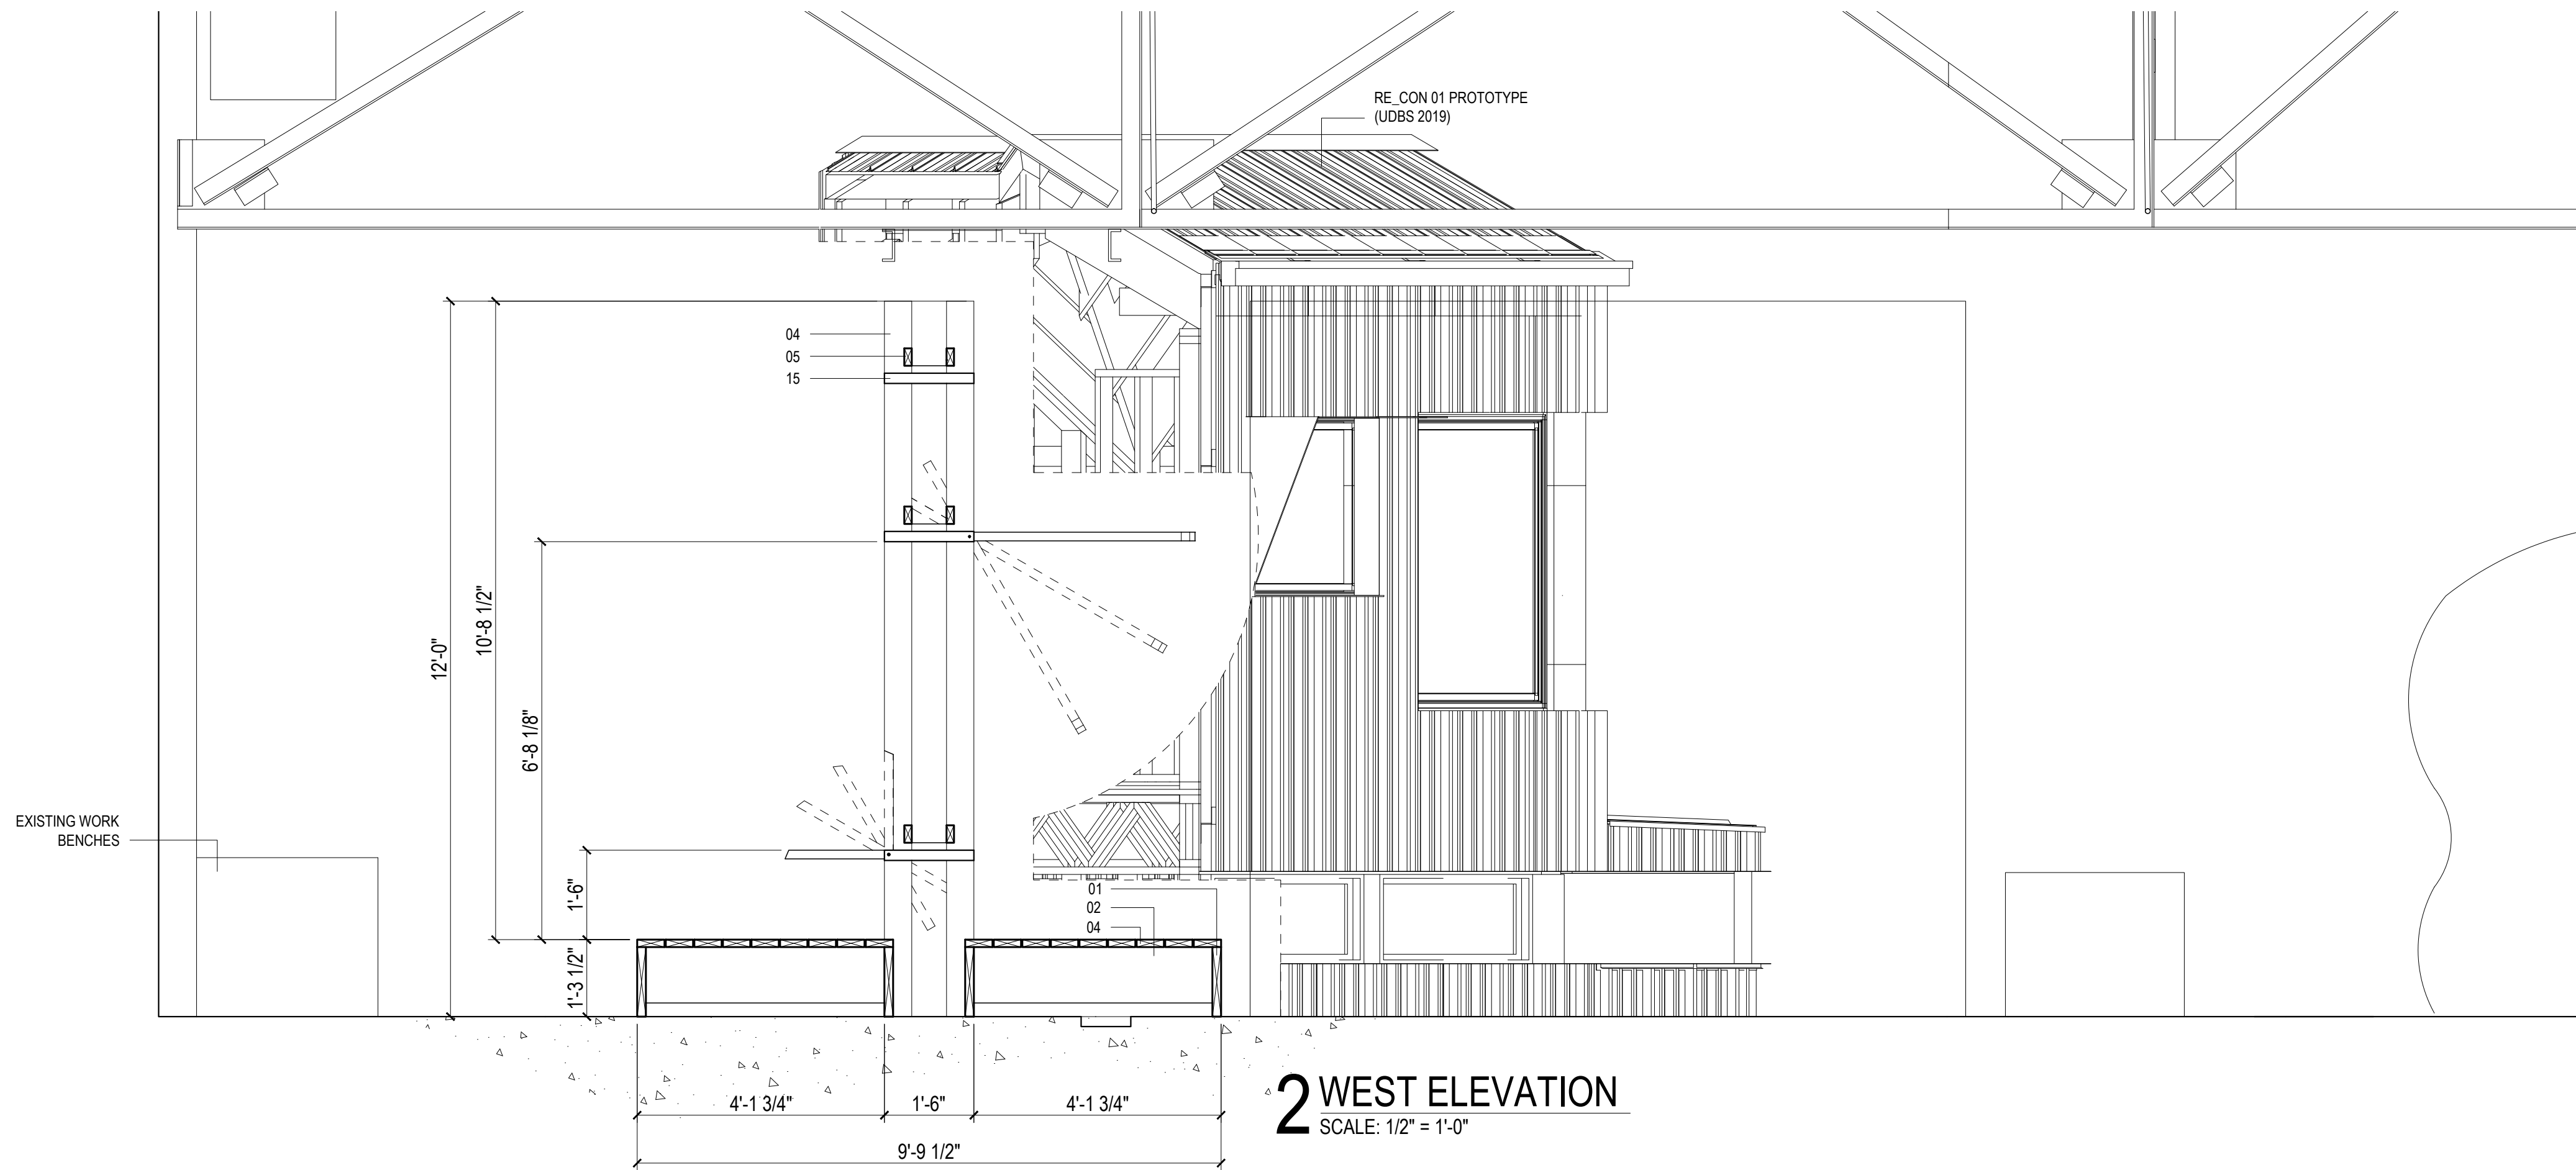 RE_CON 01 PROTOTYPE
(UDBS 2019)
04
05
15
12'-0"
10'-8 1/2"
6'-8 1/8"
EXISTING WORK
BENCHES
1'-6"
1'-3 1/2"
01
02
04
4'-1 3/4"
1'-6"
4'-1 3/4"
9'-9 1/2"
2 WEST ELEVATION
SCALE: 1/2" = 1'-0"